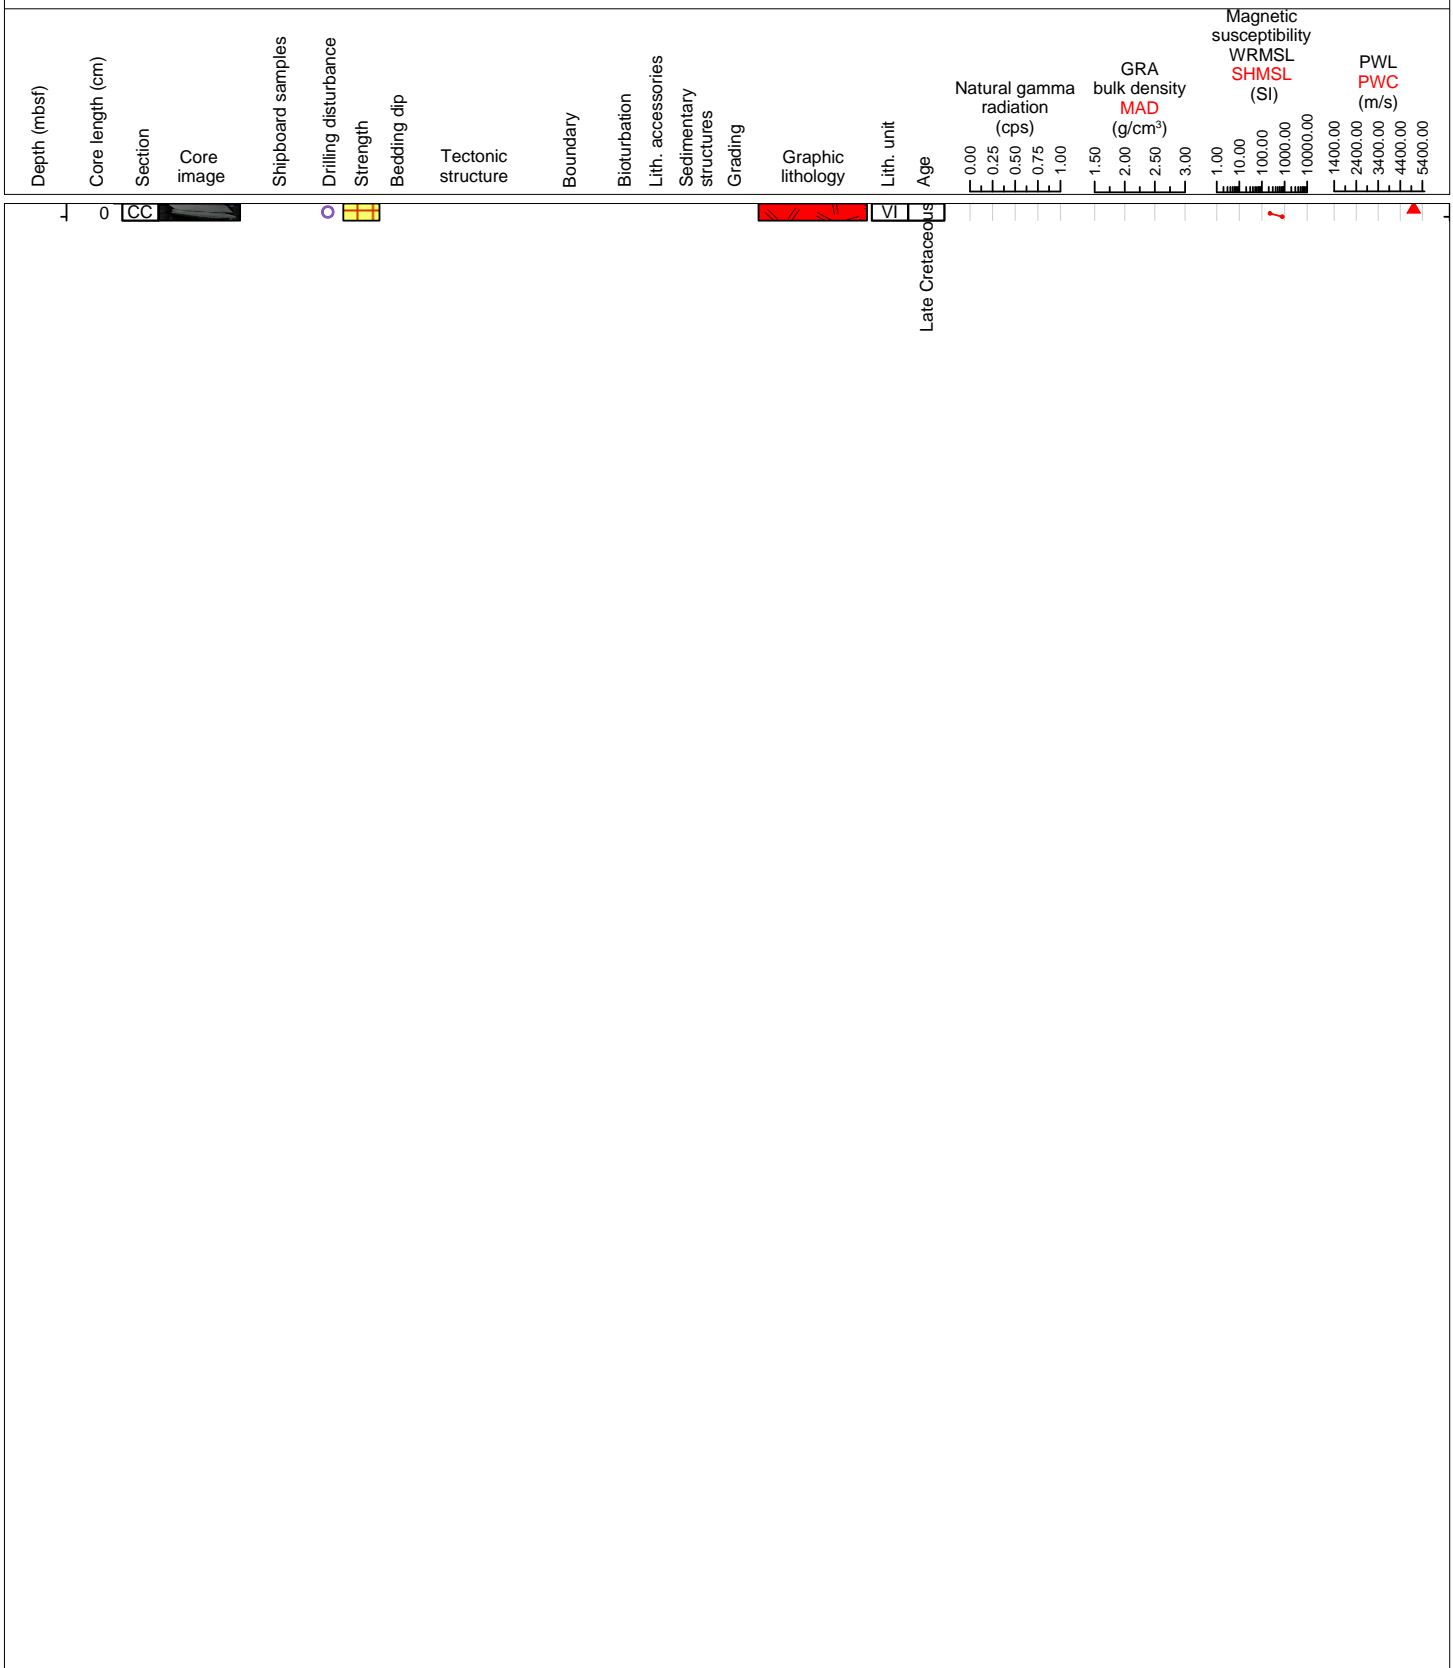 Depth (mbsf)
Core length (cm)
Section
Core
image
Shipboard samples
Drilling disturbance
Strength
Bedding dip
Tectonic
structure
Boundary
Bioturbation
Lith. accessories
Sedimentary
structures
Grading
Graphic
lithology
Lith. unit
Age
Natural gamma
radiation
(cps)
0.00
0.25
0.50
0.75
1.00
GRA
bulk density
MAD
(g/cm³)
1.50
2.00
2.50
3.00
Magnetic
susceptibility
WRMSL
SHMSL
(SI)
1.00
10.00
100.00
1000.00
10000.00
PWL
PWC
(m/s)
1400.00
2400.00
3400.00
4400.00
5400.00
0
CC
VI
Late Cretaceous